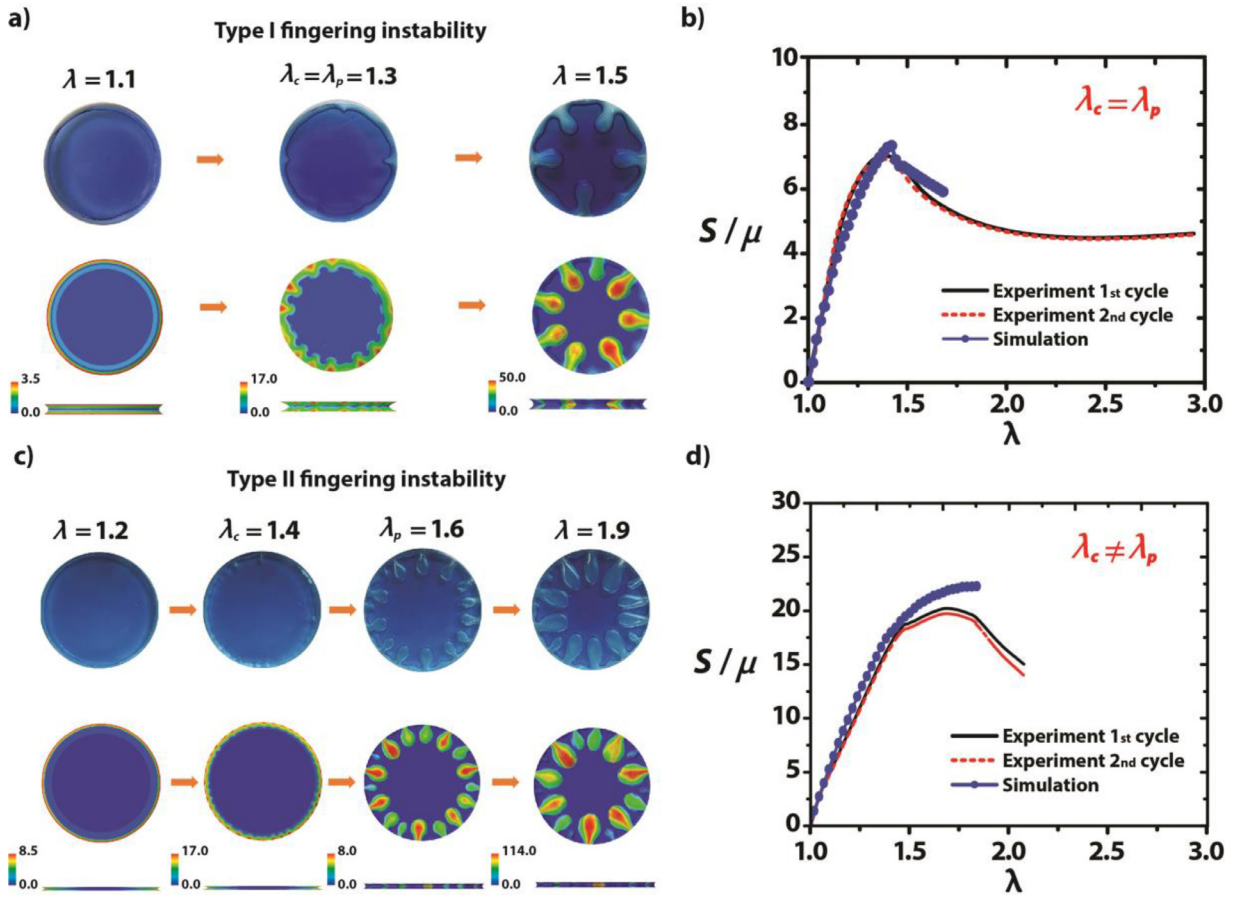 a)
Type I fingering instability
λ = 1.1
λc = λp = 1.3
λ = 1.5
3.5
0.0
17.0
0.0
50.0
0.0
b)
λc = λp
10
8
6
4
2
0
S / μ
Experiment 1st cycle
Experiment 2nd cycle
Simulation
1.0 1.5 2.0 2.5 3.0
λ
c)
Type II fingering instability
λ = 1.2
λc = 1.4
λp = 1.6
λ = 1.9
8.5
0.0
17.0
0.0
8.0
0.0
114.0
0.0
d)
λc ≠ λp
30
25
20
15
10
5
0
S / μ
Experiment 1st cycle
Experiment 2nd cycle
Simulation
1.0 1.5 2.0 2.5 3.0
λ